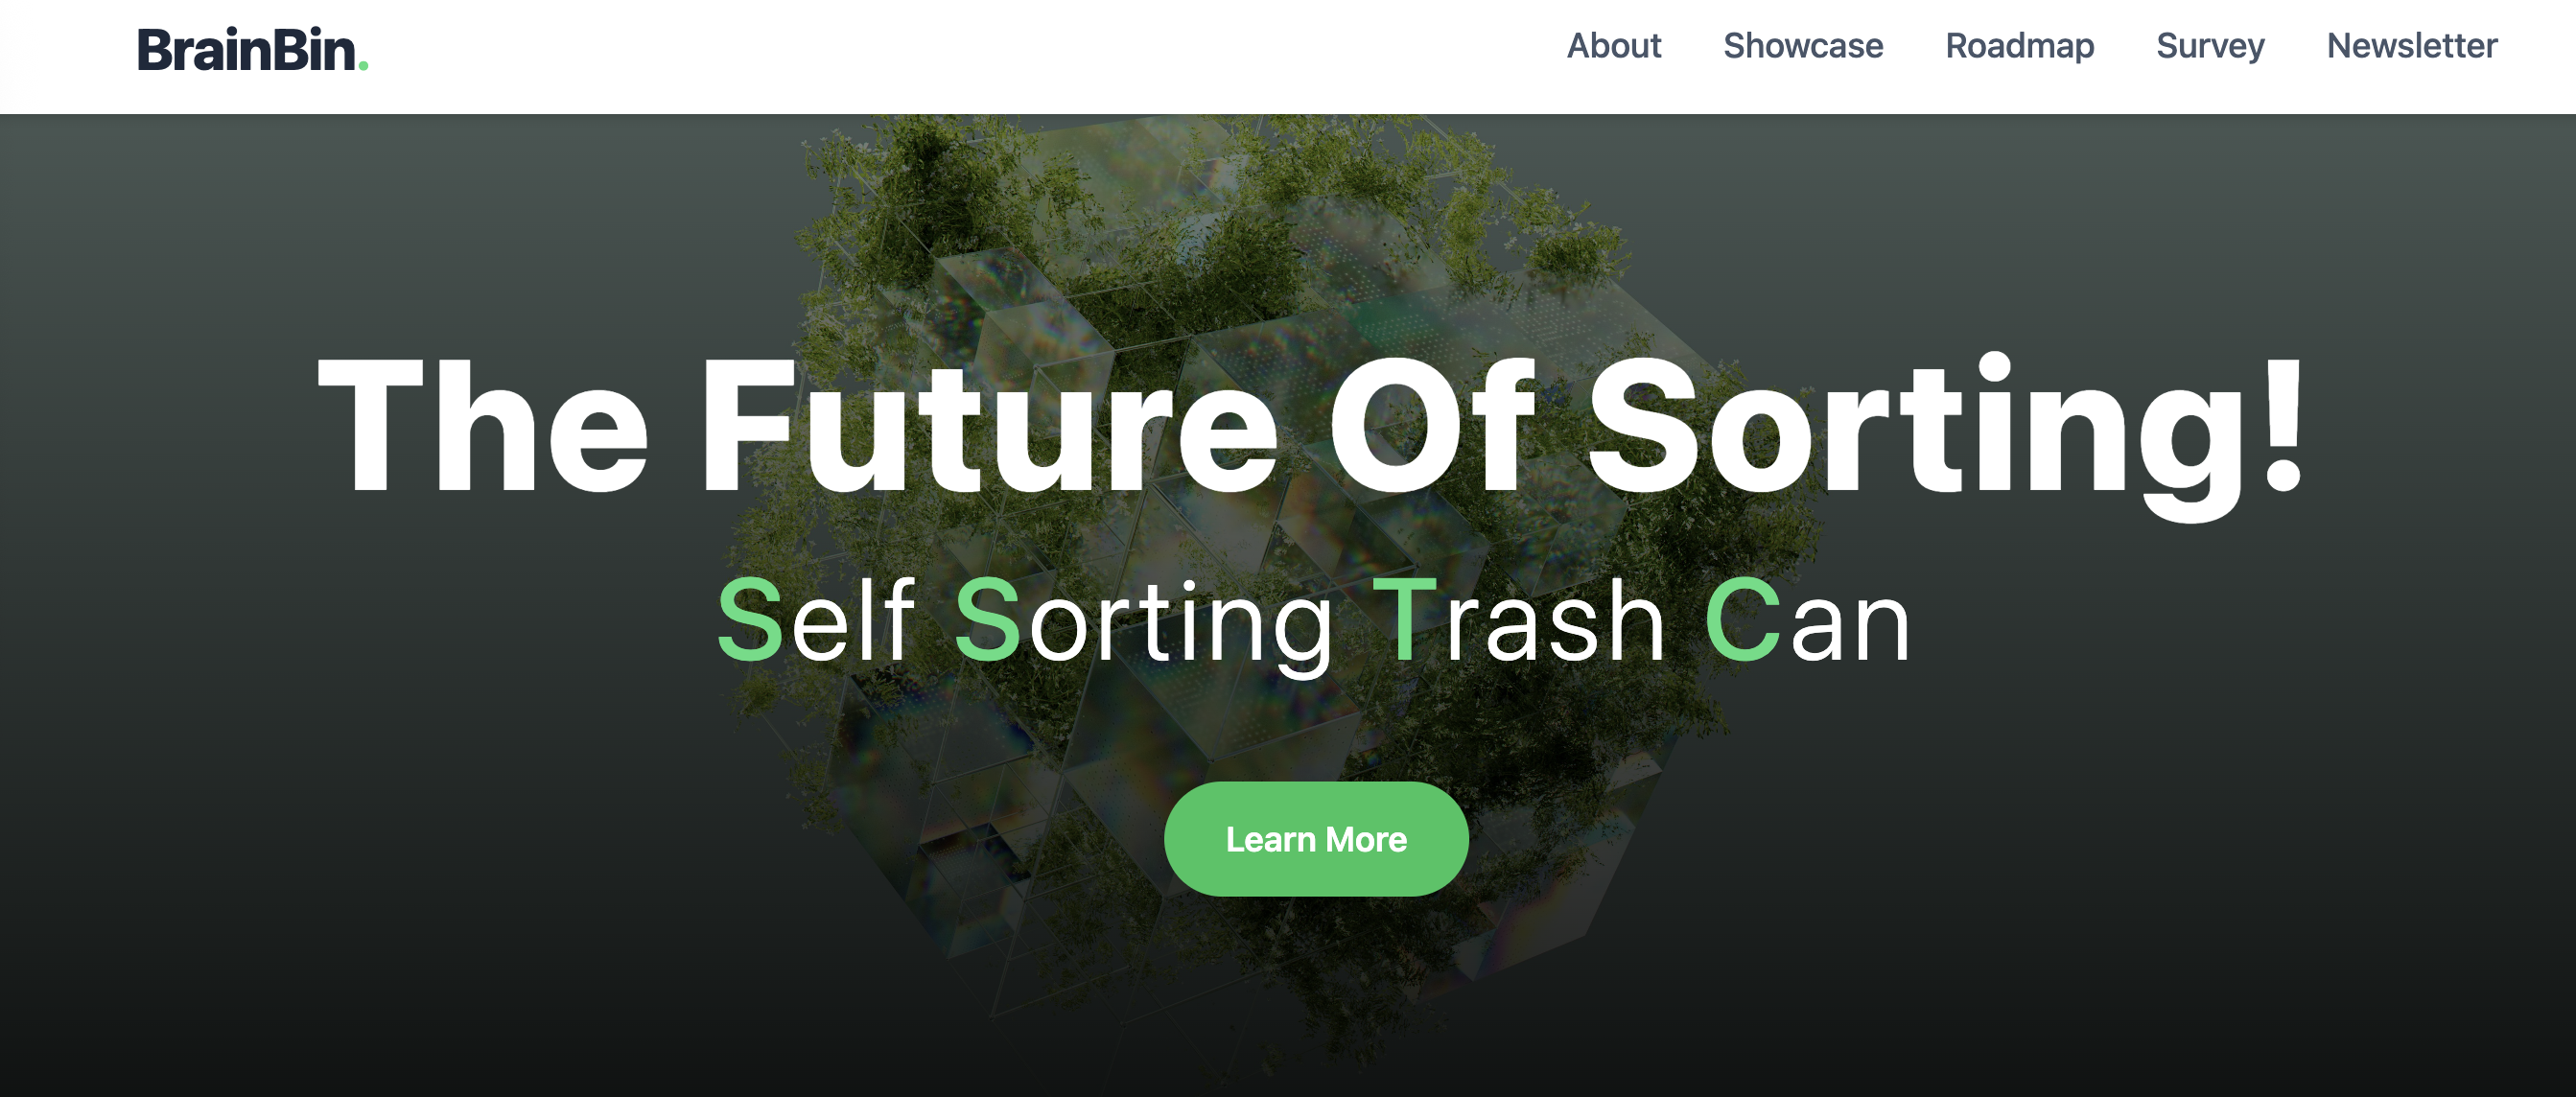 BrainBin.
About Showcase Roadmap Survey Newsletter
The Future Of Sorting!
Self Sorting Trash Can
Learn More